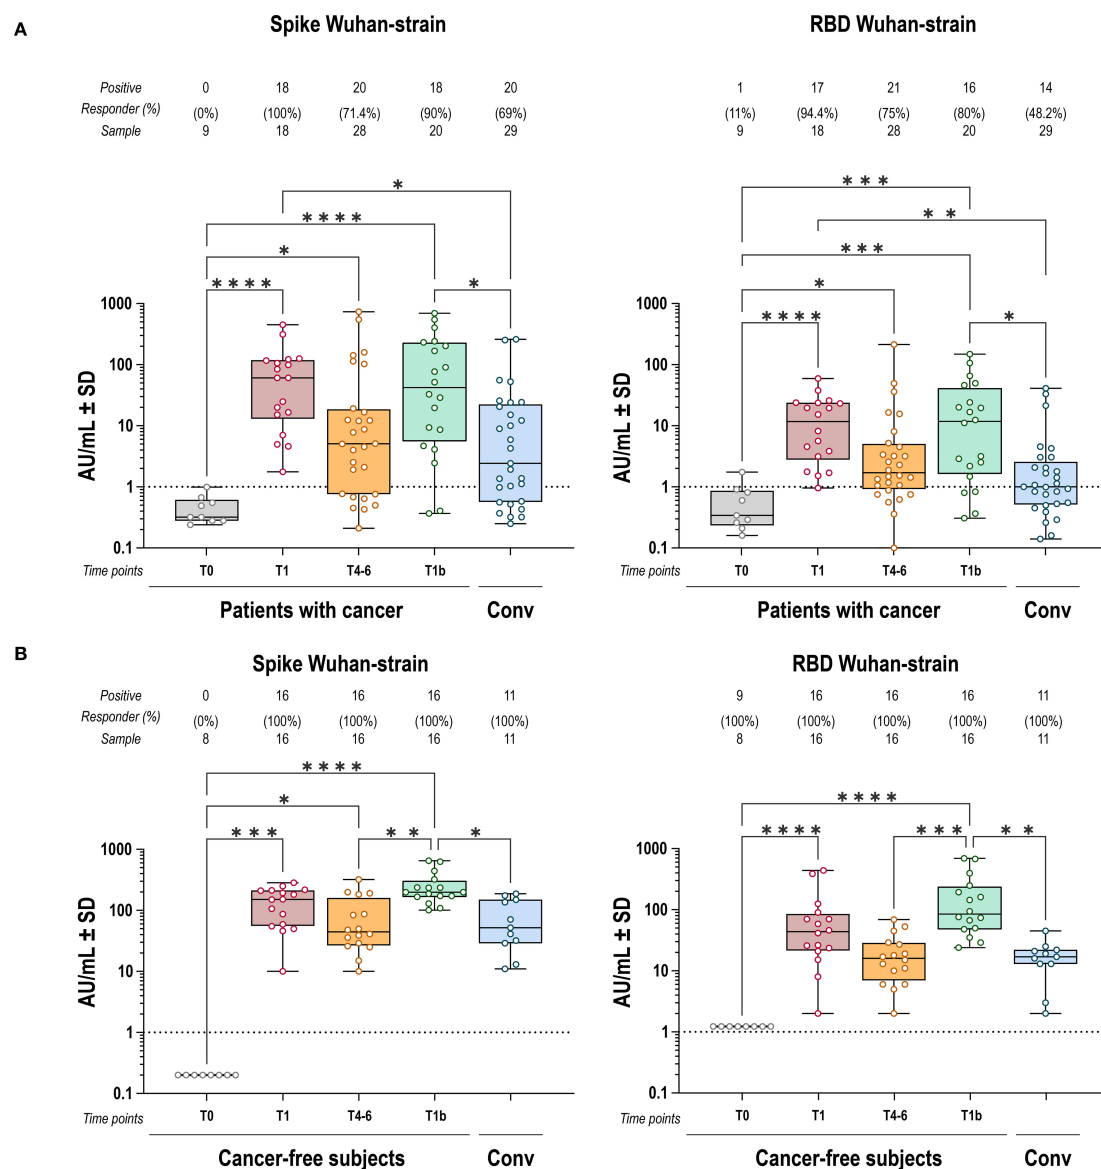 A
Spike Wuhan-strain
RBD Wuhan-strain
Positive 0 18 20 18 20
Responder (%) (0%) (100%) (71.4%) (90%) (69%)
Sample 9 18 28 20 29
1 17 21 16 14
(11%) (94.4%) (75%) (80%) (48.2%)
9 18 28 20 29
*
****
*
****
*
***
**
***
*
****
*
AU/mL ± SD
1000
100
10
1
0.1
AU/mL ± SD
1000
100
10
1
0.1
Time points T0 T1 T4-6 T1b
Patients with cancer Conv
Time points T0 T1 T4-6 T1b
Patients with cancer Conv
B
Spike Wuhan-strain
RBD Wuhan-strain
Positive 0 16 16 16 11
Responder (%) (0%) (100%) (100%) (100%) (100%)
Sample 8 16 16 16 11
9 16 16 16 11
(100%) (100%) (100%) (100%) (100%)
8 16 16 16 11
****
*
***
**
*
****
****
***
**
AU/mL ± SD
1000
100
10
1
0.1
AU/mL ± SD
1000
100
10
1
0.1
Time points T0 T1 T4-6 T1b
Cancer-free subjects Conv
Time points T0 T1 T4-6 T1b
Cancer-free subjects Conv